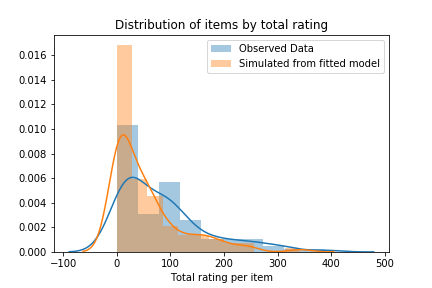 Distribution of items by total rating
Observed Data
Simulated from fitted model
0.016
0.014
0.012
0.010
0.008
0.006
0.004
0.002
0.000
−100 0 100 200 300 400 500
Total rating per item